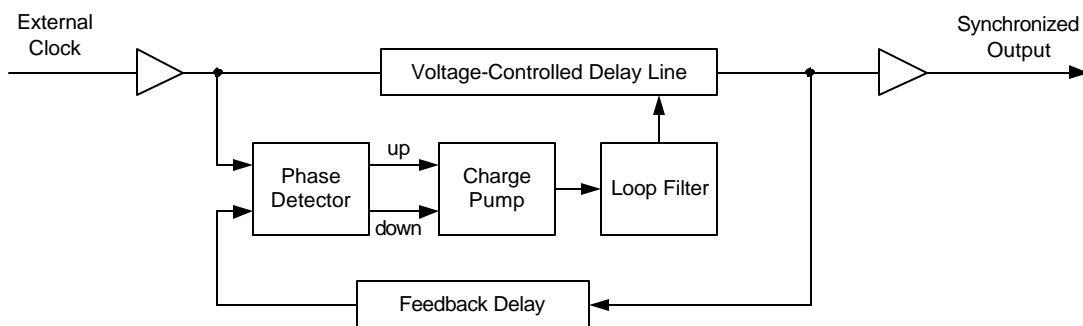 External
Clock
Synchronized
Output
Voltage-Controlled Delay Line
up
Phase
Detector
Charge
Pump
Loop Filter
down
Feedback Delay